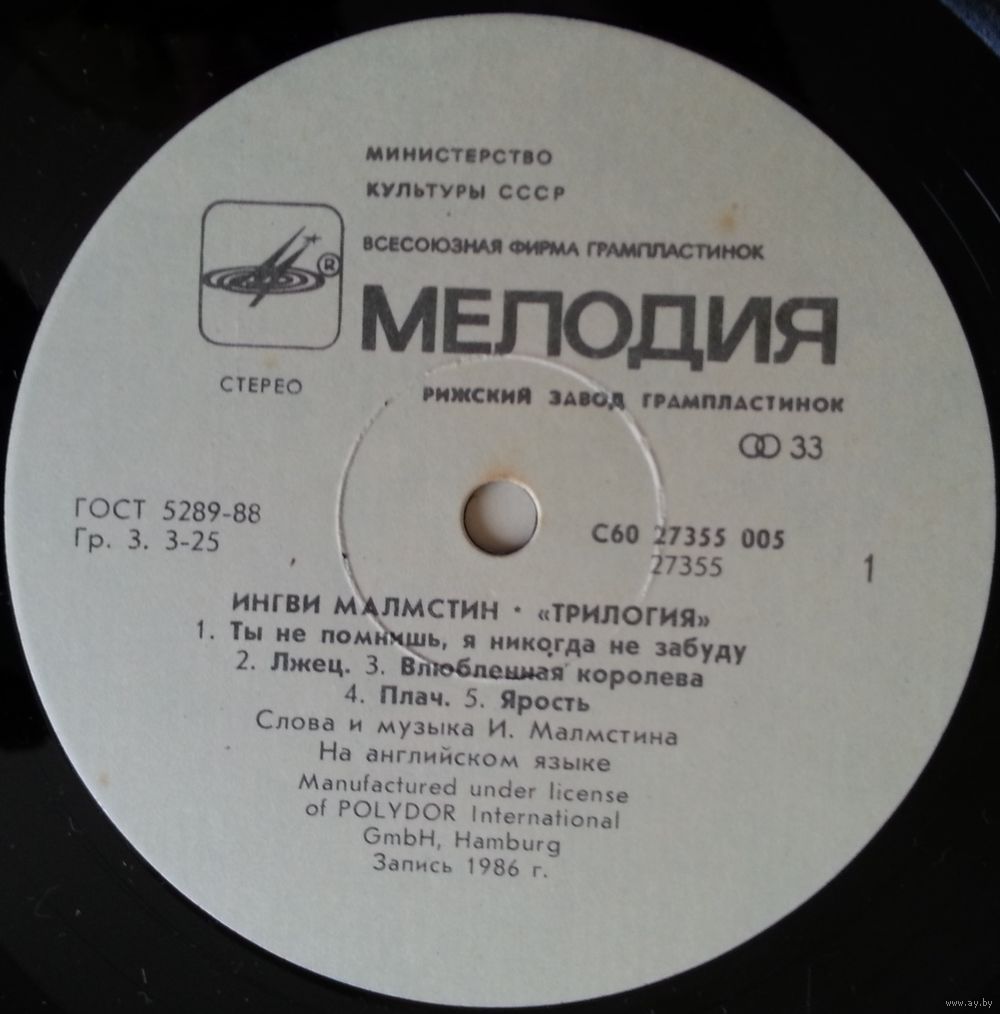 МИНИСТЕРСТВО
КУЛЬТУРЫ СССР
ВСЕСОЮЗНАЯ ФИРМА ГРАМПЛАСТИНОК
®
МЕЛОДИЯ
СТЕРЕО
РИЖСКИЙ ЗАВОД ГРАМПЛАСТИНОК
33
ГОСТ 5289-88
Гр. 3. 3-25
С60 27355 005
27355
1
ИНГВИ МАЛМСТИН · «ТРИЛОГИЯ»
1. Ты не помнишь, я никогда не забуду
2. Лжец. 3. Влюбленная королева
4. Плач. 5. Ярость
Слова и музыка И. Малмстина
На английском языке
Manufactured under license
of POLYDOR International
GmbH, Hamburg
Запись 1986 г.
www.ay.by